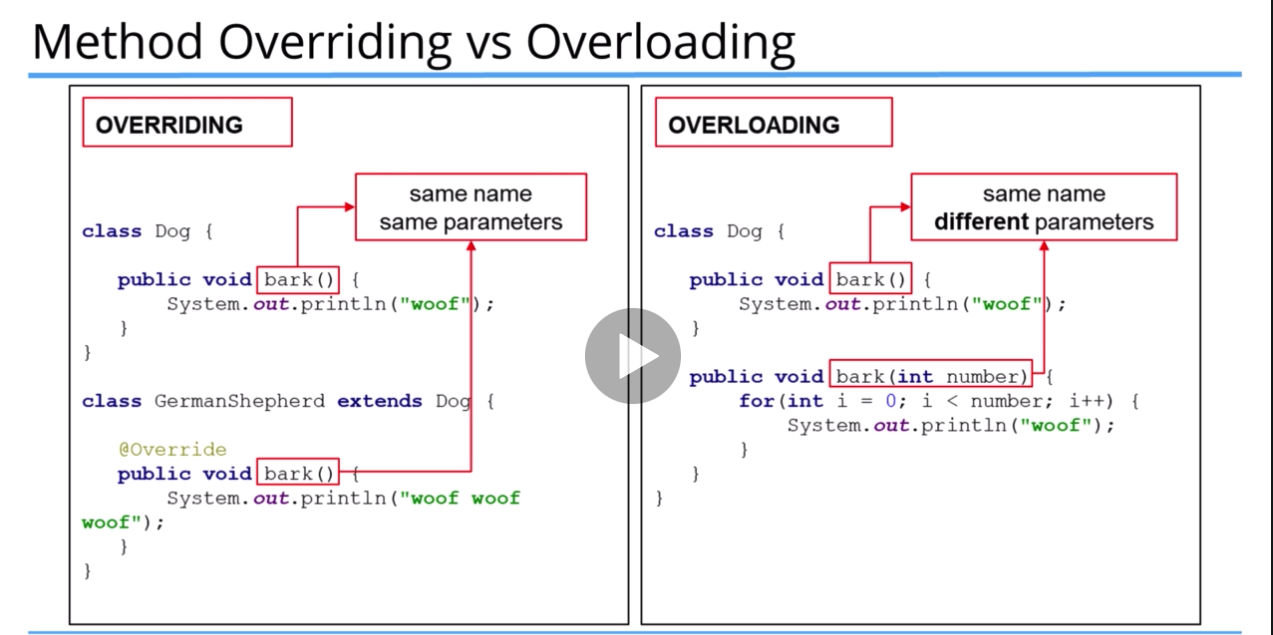 Method Overriding vs Overloading
OVERRIDING
same name
same parameters
class Dog {
public void bark() {
System.out.println("woof");
}
}
class GermanShepherd extends Dog {
@Override
public void bark() {
System.out.println("woof woof
woof");
}
}
OVERLOADING
same name
different parameters
class Dog {
public void bark() {
System.out.println("woof");
}
public void bark(int number) {
for(int i = 0; i < number; i++) {
System.out.println("woof");
}
}
}